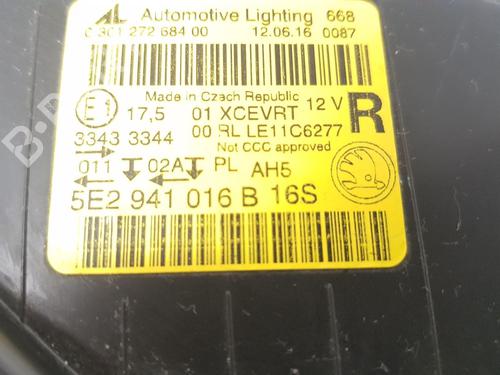 AL Automotive Lighting 668
0 301 272 684 00 12.06.16 0087
Made in Czech Republic
E1 17,5 01 XCEVRT 12 V R
3343 3344 00 RL LE11C6277
Not CCC approved
011 02A PL AH5
5E2 941 016 B 16S